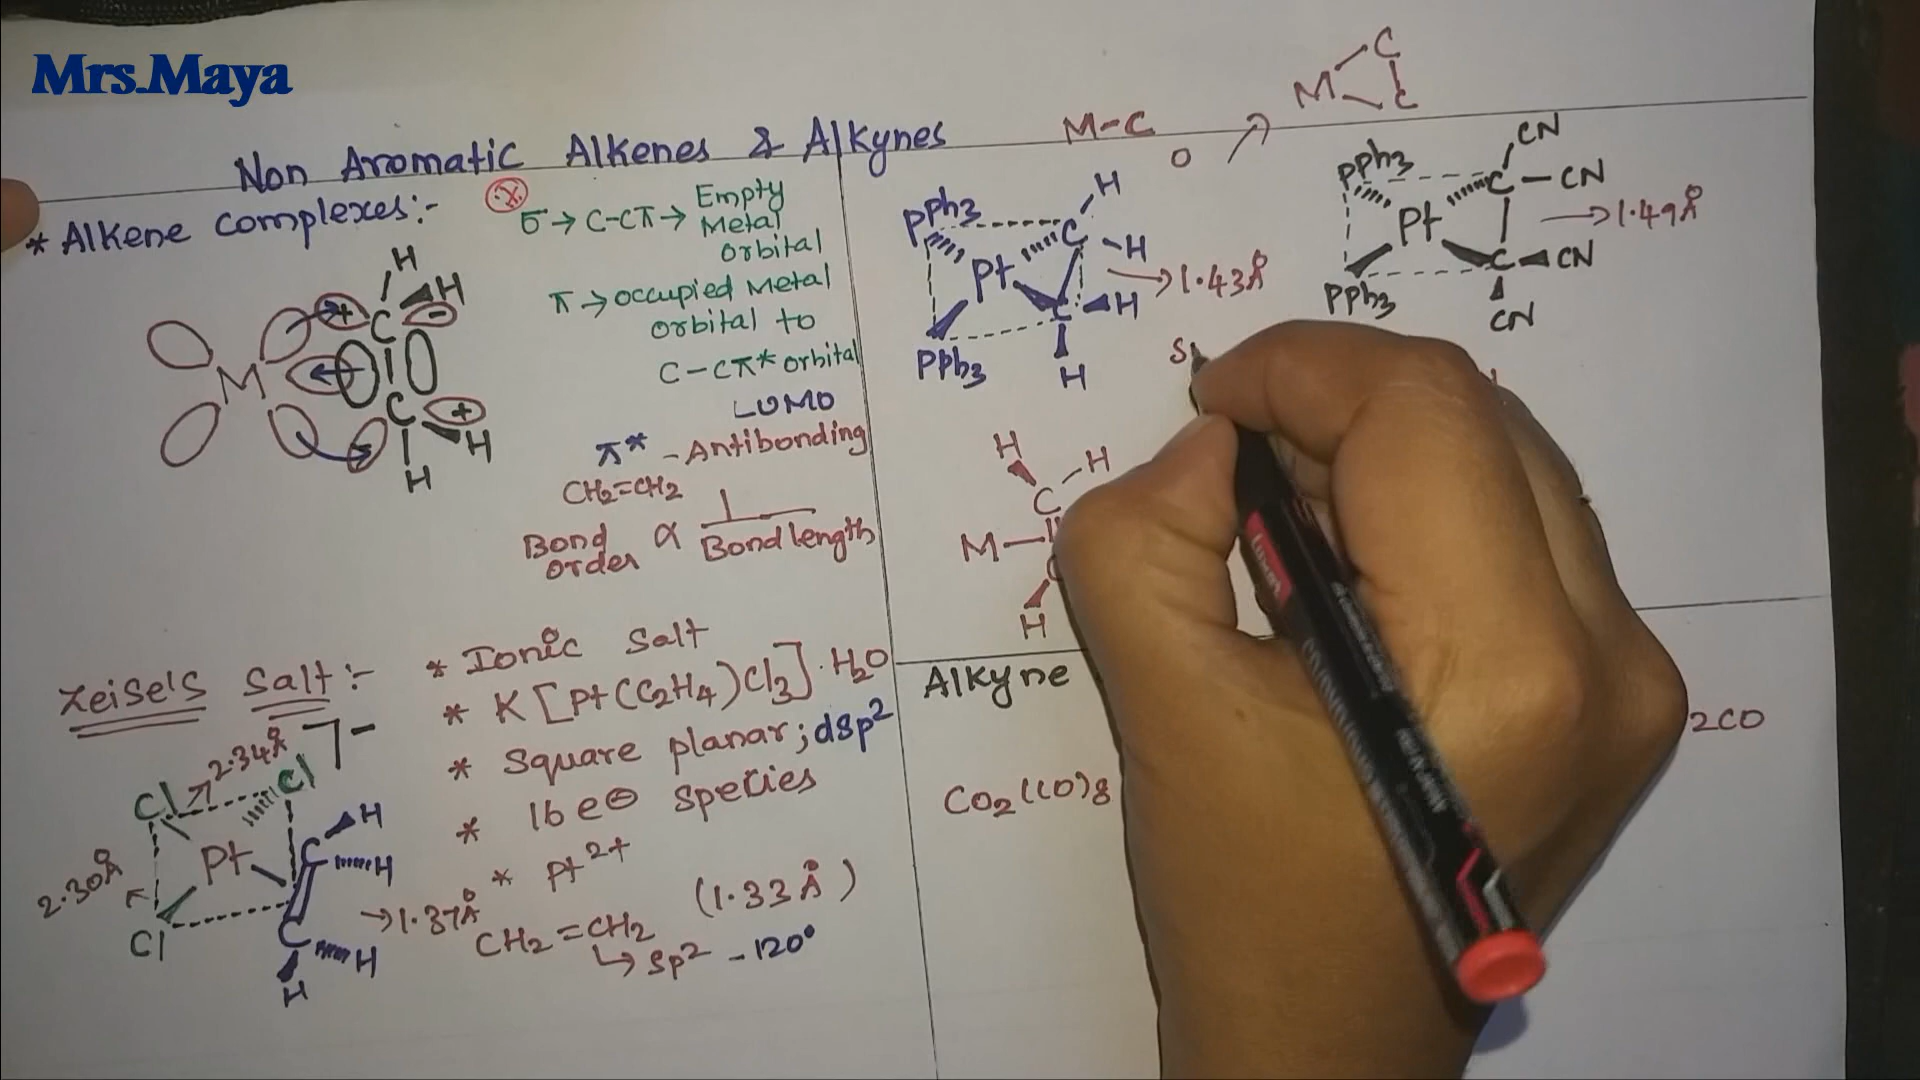 Mrs.Maya
Non Aromatic Alkenes & Alkynes
* Alkene complexes:-
σ → C-Cπ → Empty
Metal
orbital
π → occupied Metal
orbital to
C-Cπ* orbital
LUMO
π* - Antibonding
CH2=CH2
Bond order ∝ 1/Bond length
H
C
H
M
+
-
C
+
H
H
Zeise's Salt:-
* Ionic Salt
* K[Pt(C2H4)Cl3].H2O
* Square planar; dsp2
* 16 e⊖ species
* Pt2+
CH2=CH2 (1.33Å)
↳ sp2 - 120°
]-
2.34Å
Cl
Cl
Pt
C
H
H
2.30Å
Cl
C
H
H
→ 1.37Å
M-C
M
C
C
PPh3
Pt
C
H
H
→ 1.43Å
PPh3
C
H
H
PPh3
Pt
C
CN
CN
→ 1.49Å
PPh3
C
CN
CN
H
H
C
M
H
Alkyne
Co2(CO)8
2CO